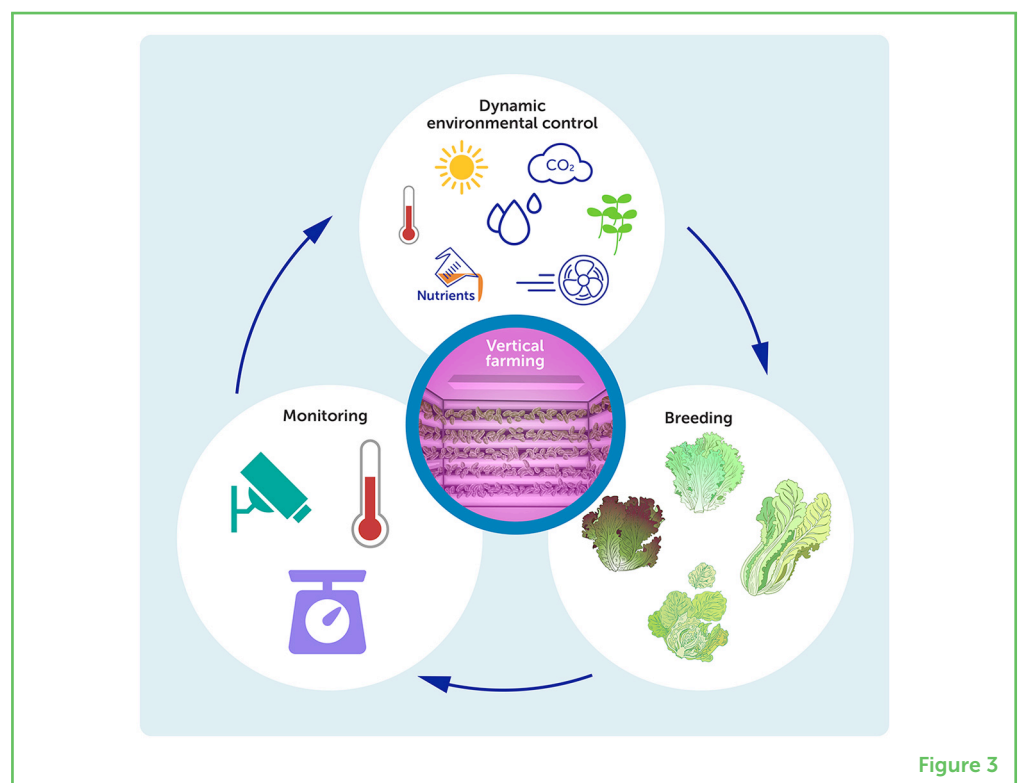 Dynamic
environmental control
CO₂
Nutrients
Vertical
farming
Monitoring
Breeding
Figure 3